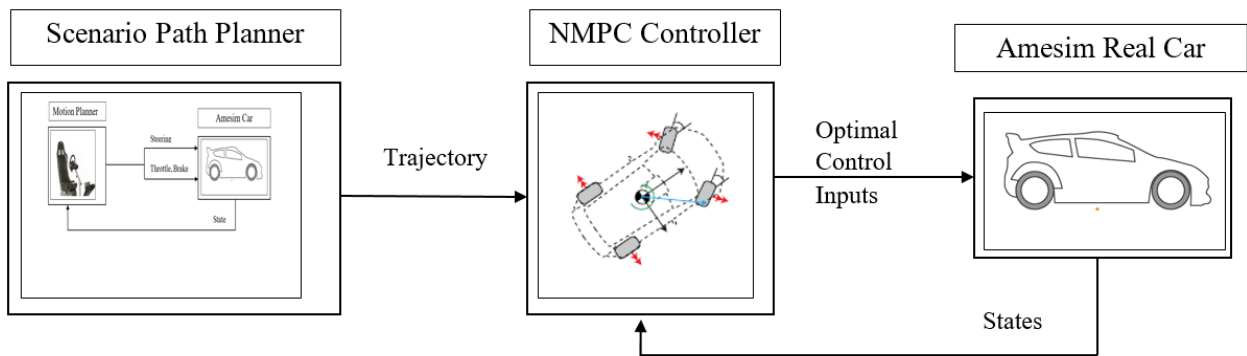 Scenario Path Planner
NMPC Controller
Amesim Real Car
Motion Planner
Amesim Car
Steering
Throttle, Brake
State
Trajectory
Optimal
Control
Inputs
States